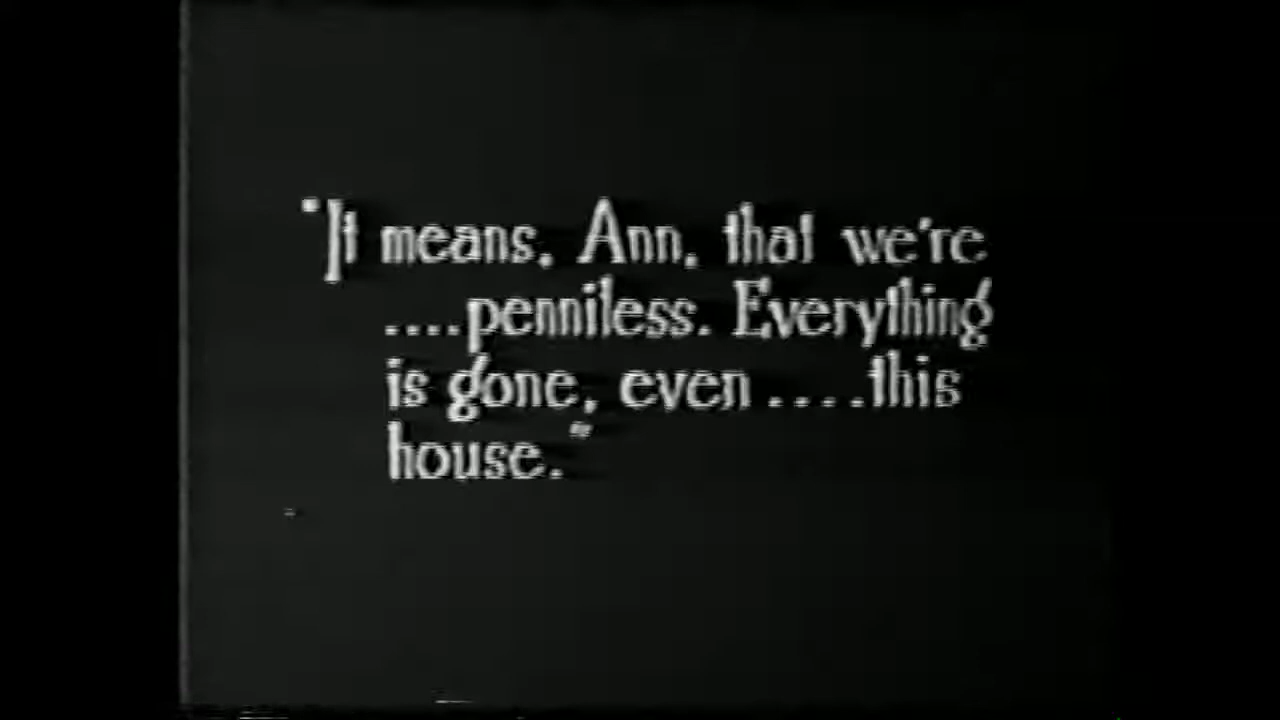 "It means, Ann, that we're
....penniless. Everything
is gone, even ....this
house."